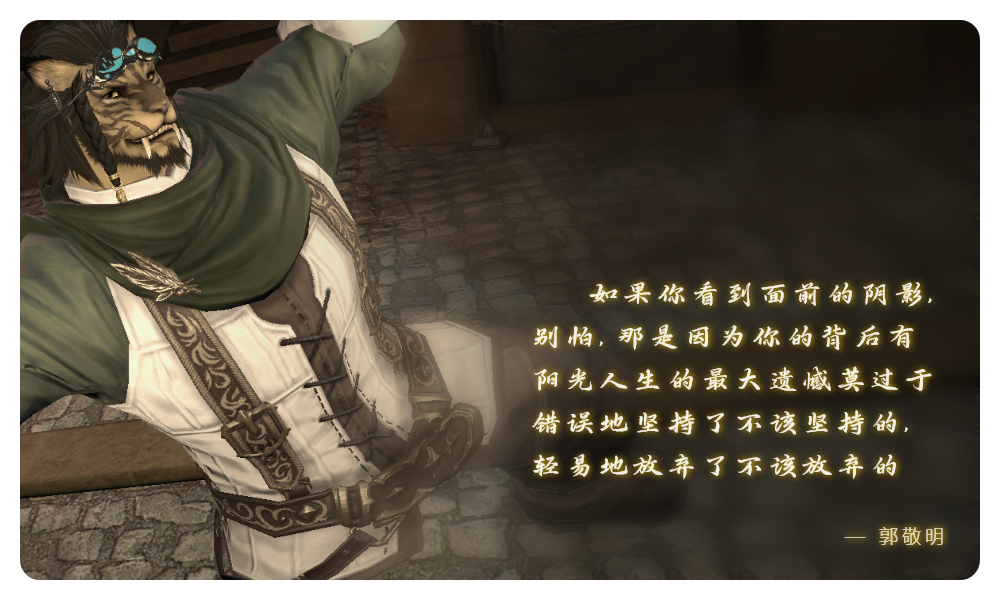 如果你看到面前的阴影,
别怕,那是因为你的背后有
阳光人生的最大遗憾莫过于
错误地坚持了不该坚持的,
轻易地放弃了不该放弃的
— 郭敬明